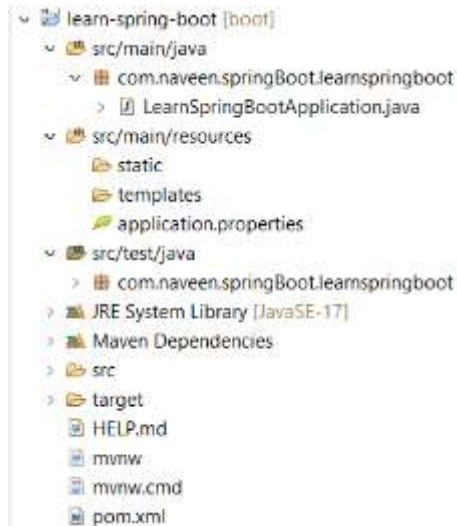 learn-spring-boot [boot]
src/main/java
com.naveen.springBoot.learnspringboot
LearnSpringBootApplication.java
src/main/resources
static
templates
application.properties
src/test/java
com.naveen.springBoot.learnspringboot
JRE System Library [JavaSE-17]
Maven Dependencies
src
target
HELP.md
mvnw
mvnw.cmd
pom.xml